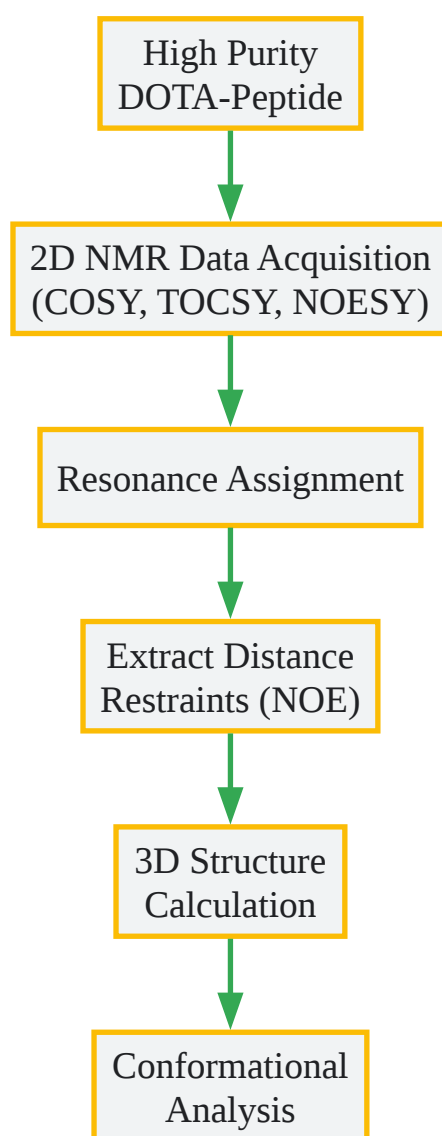 High Purity
DOTA-Peptide
2D NMR Data Acquisition
(COSY, TOCSY, NOESY)
Resonance Assignment
Extract Distance
Restraints (NOE)
3D Structure
Calculation
Conformational
Analysis